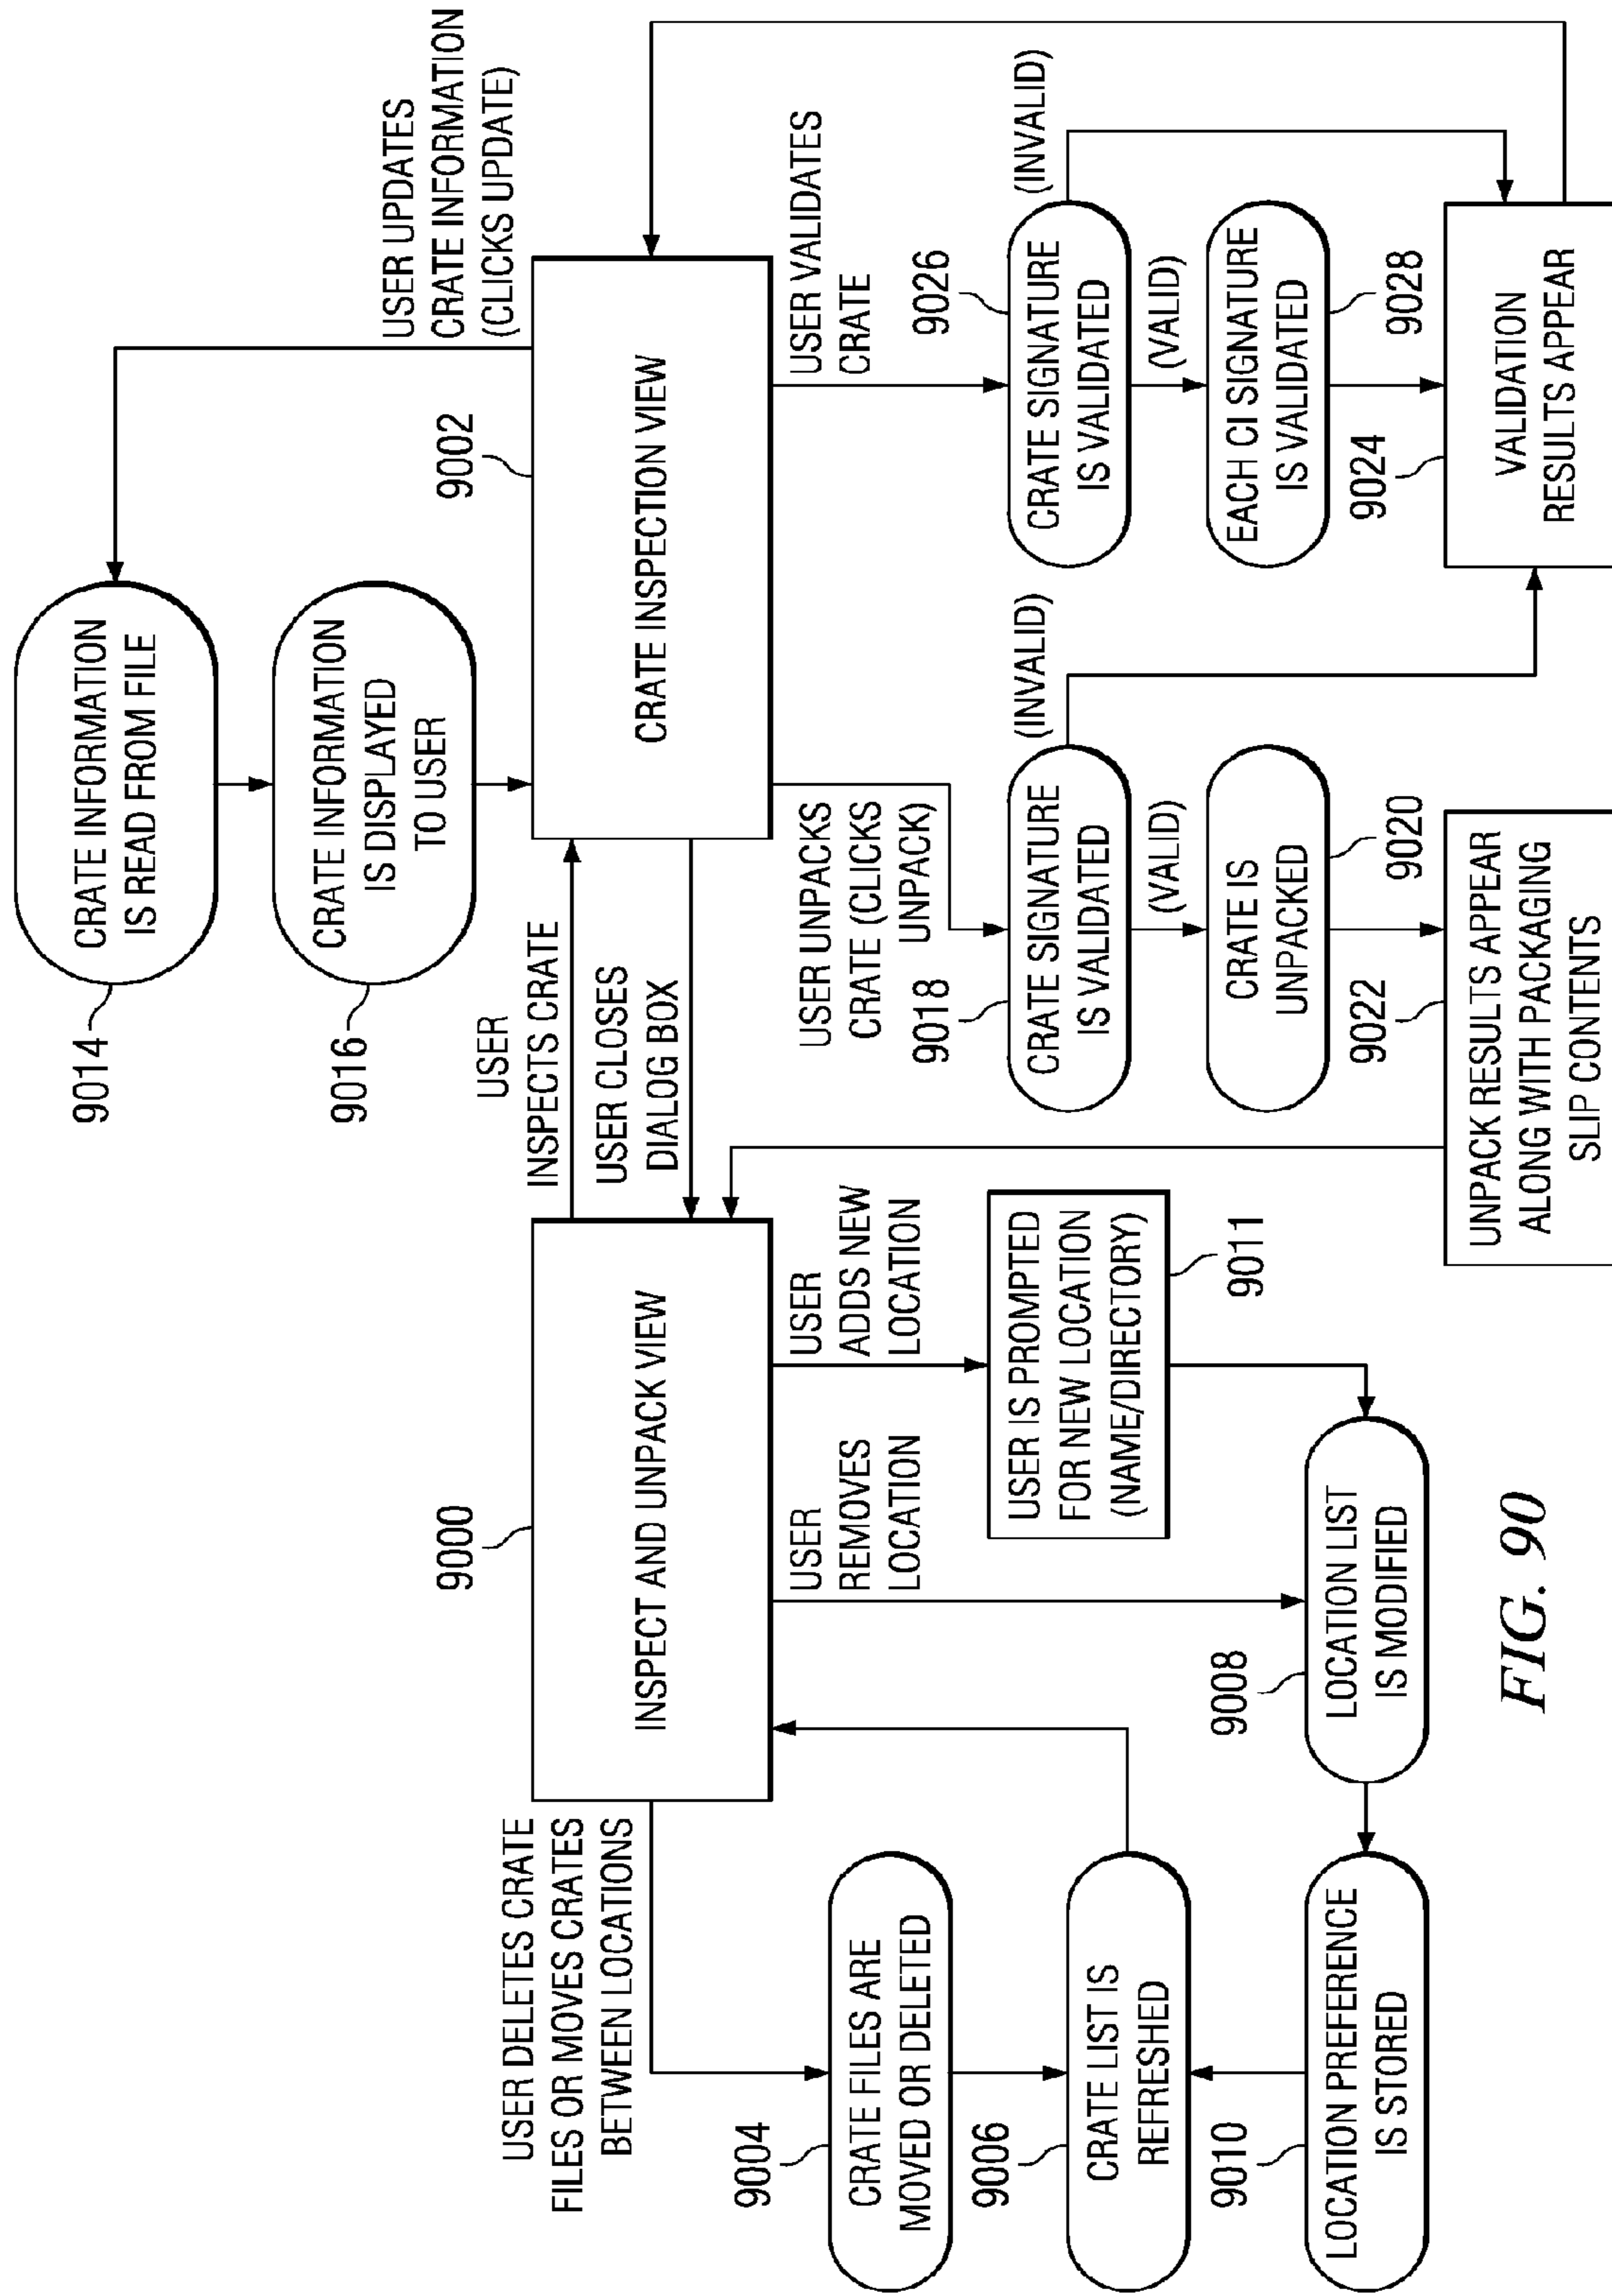 9014
CRATE INFORMATION
IS READ FROM FILE
9016
CRATE INFORMATION
IS DISPLAYED
TO USER
USER UPDATES
CRATE INFORMATION
(CLICKS UPDATE)
9000
INSPECT AND UNPACK VIEW
USER
INSPECTS CRATE
USER CLOSES
DIALOG BOX
9002
CRATE INSPECTION VIEW
USER DELETES CRATE
FILES OR MOVES CRATES
BETWEEN LOCATIONS
USER
REMOVES
LOCATION
USER
ADDS NEW
LOCATION
USER UNPACKS
CRATE (CLICKS
UNPACK)
USER VALIDATES
CRATE
9004
CRATE FILES ARE
MOVED OR DELETED
9006
CRATE LIST IS
REFRESHED
9010
LOCATION PREFERENCE
IS STORED
9008
LOCATION LIST
IS MODIFIED
USER IS PROMPTED
FOR NEW LOCATION
(NAME/DIRECTORY)
9011
9018
CRATE SIGNATURE
IS VALIDATED
(INVALID)
(VALID)
CRATE IS
UNPACKED
9020
9022
UNPACK RESULTS APPEAR
ALONG WITH PACKAGING
SLIP CONTENTS
9026
CRATE SIGNATURE
IS VALIDATED
(INVALID)
(VALID)
EACH CI SIGNATURE
IS VALIDATED
9028
9024
VALIDATION
RESULTS APPEAR
FIG. 90